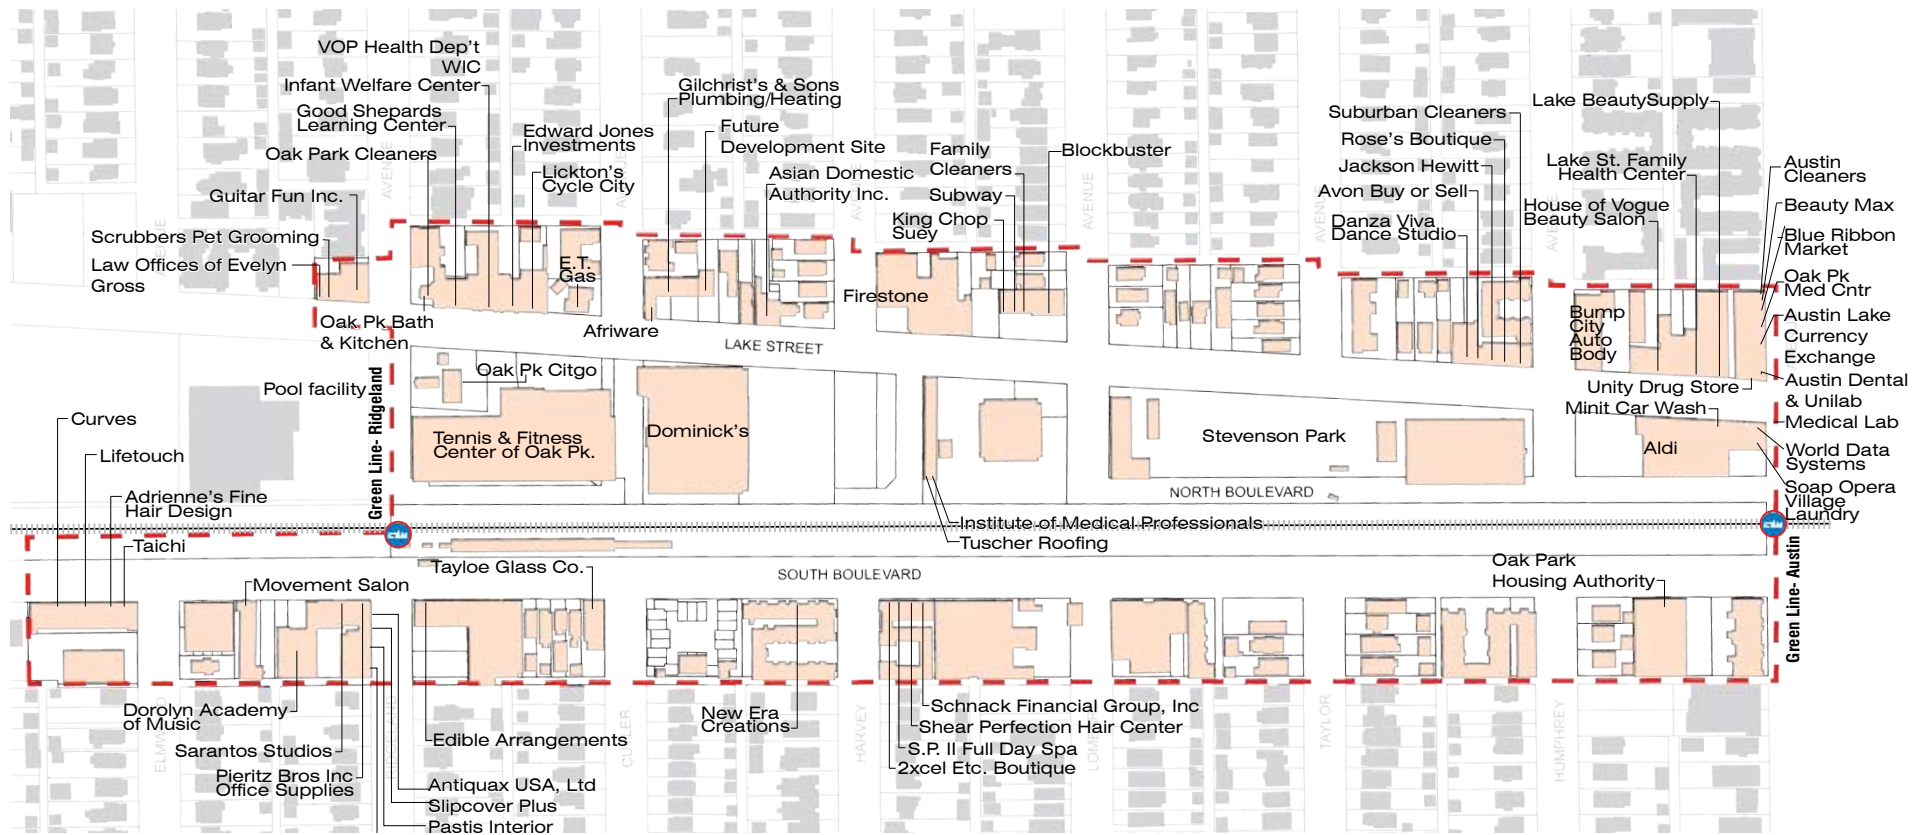 VOP Health Dep't
WIC
Infant Welfare Center
Good Shepards
Learning Center
Oak Park Cleaners
Guitar Fun Inc.
Scrubbers Pet Grooming
Law Offices of Evelyn
Gross
Edward Jones
Investments
Lickton's
Cycle City
E.T.
Gas
Oak Pk Bath
& Kitchen
Gilchrist's & Sons
Plumbing/Heating
Future
Development Site
Asian Domestic
Authority Inc.
Afriware
Family
Cleaners
Subway
King Chop
Suey
Blockbuster
Firestone
Suburban Cleaners
Rose's Boutique
Jackson Hewitt
Avon Buy or Sell
Danza Viva
Dance Studio
Lake BeautySupply
Lake St. Family
Health Center
House of Vogue
Beauty Salon
Bump
City
Auto
Body
Austin
Cleaners
Beauty Max
Blue Ribbon
Market
Oak Pk
Med Cntr
Austin Lake
Currency
Exchange
Austin Dental
& Unilab
Medical Lab
World Data
Systems
Soap Opera
Village
Laundry
Unity Drug Store
Minit Car Wash
Aldi
AVENUE
AVENUE
AVENUE
AVENUE
AVENUE
LAKE STREET
Pool facility
Green Line- Ridgeland
Oak Pk Citgo
Tennis & Fitness
Center of Oak Pk.
Dominick's
Stevenson Park
NORTH BOULEVARD
Institute of Medical Professionals
Tuscher Roofing
Curves
Lifetouch
Adrienne's Fine
Hair Design
Taichi
Movement Salon
Tayloe Glass Co.
SOUTH BOULEVARD
Oak Park
Housing Authority
Green Line- Austin
Dorolyn Academy
of Music
Sarantos Studios
Pieritz Bros Inc
Office Supplies
Edible Arrangements
Antiquax USA, Ltd
Slipcover Plus
Pastis Interior
New Era
Creations
Schnack Financial Group, Inc
Shear Perfection Hair Center
S.P. II Full Day Spa
2xcel Etc. Boutique
HARVEY
TAYLOR
HUMPHREY